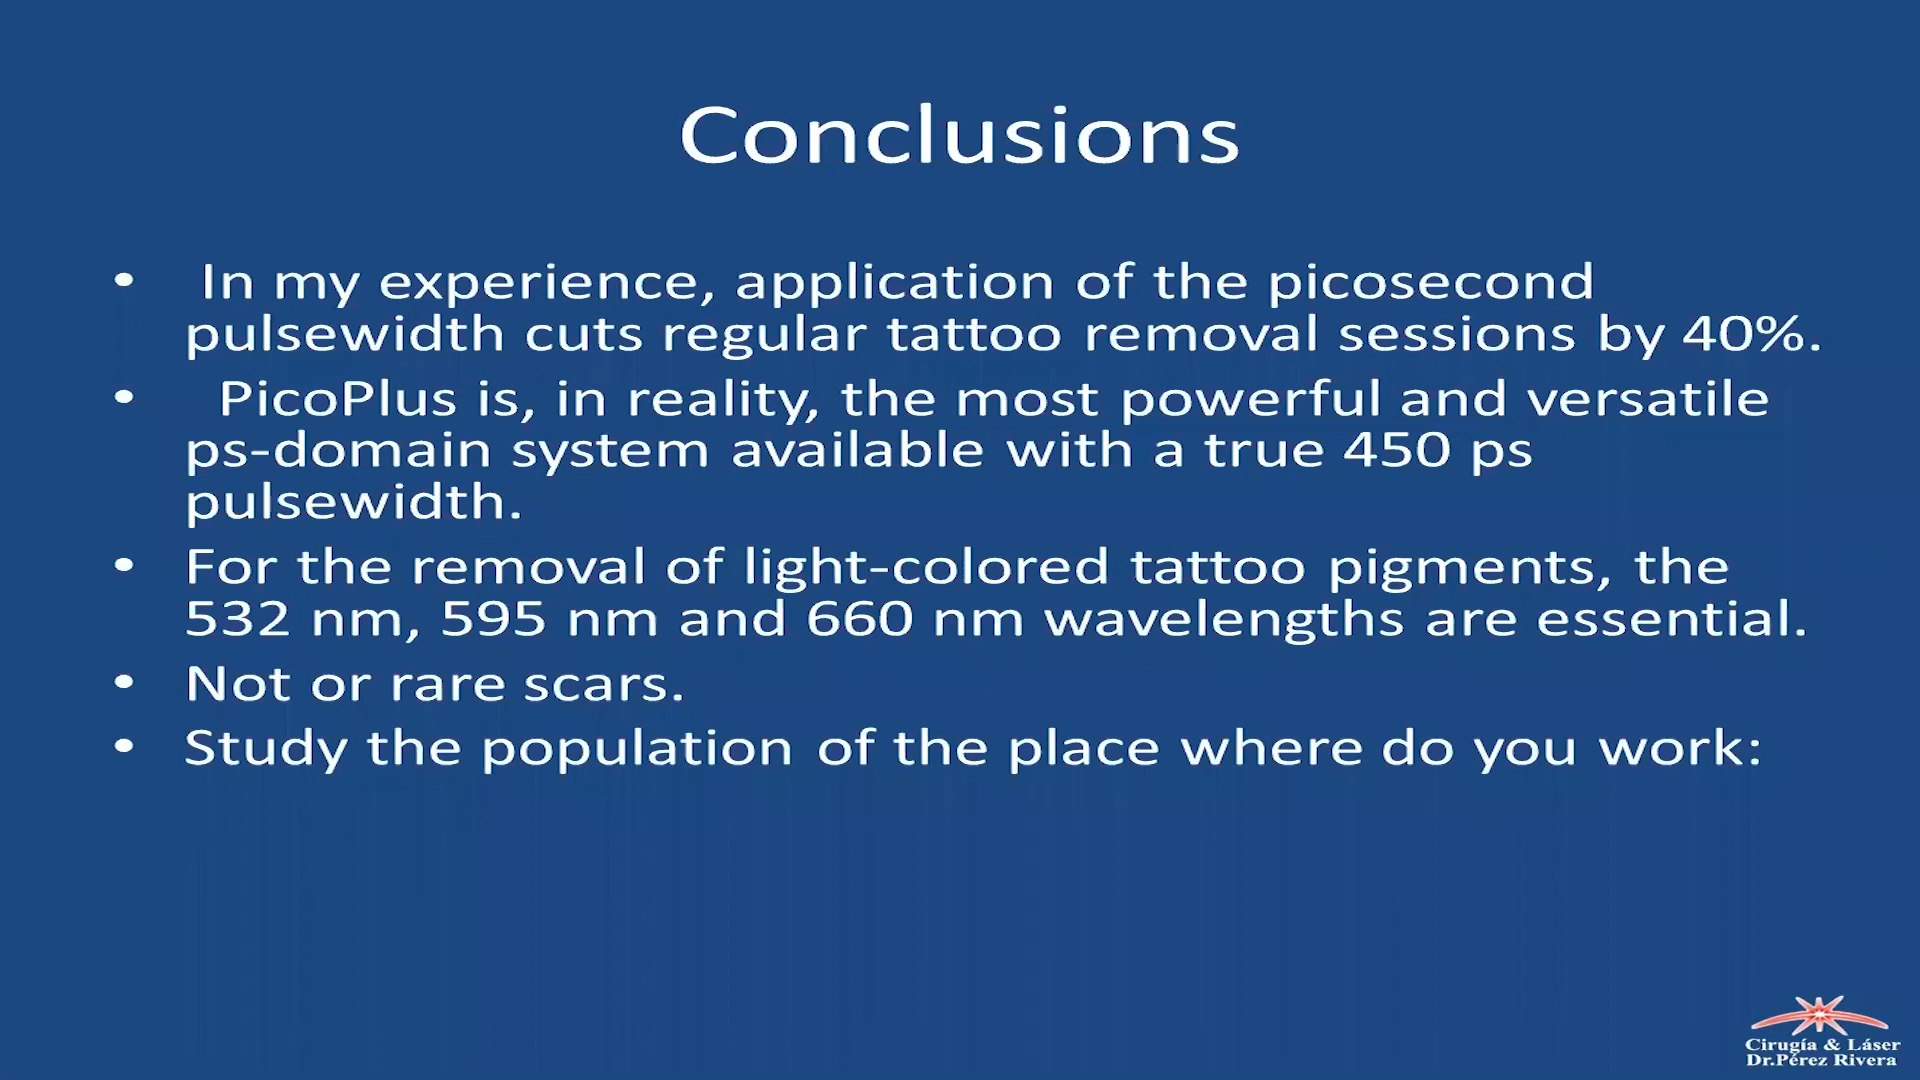 Conclusions
• In my experience, application of the picosecond
pulsewidth cuts regular tattoo removal sessions by 40%.
• PicoPlus is, in reality, the most powerful and versatile
ps-domain system available with a true 450 ps
pulsewidth.
• For the removal of light-colored tattoo pigments, the
532 nm, 595 nm and 660 nm wavelengths are essential.
• Not or rare scars.
• Study the population of the place where do you work:
Cirugía & Láser
Dr.Pérez Rivera